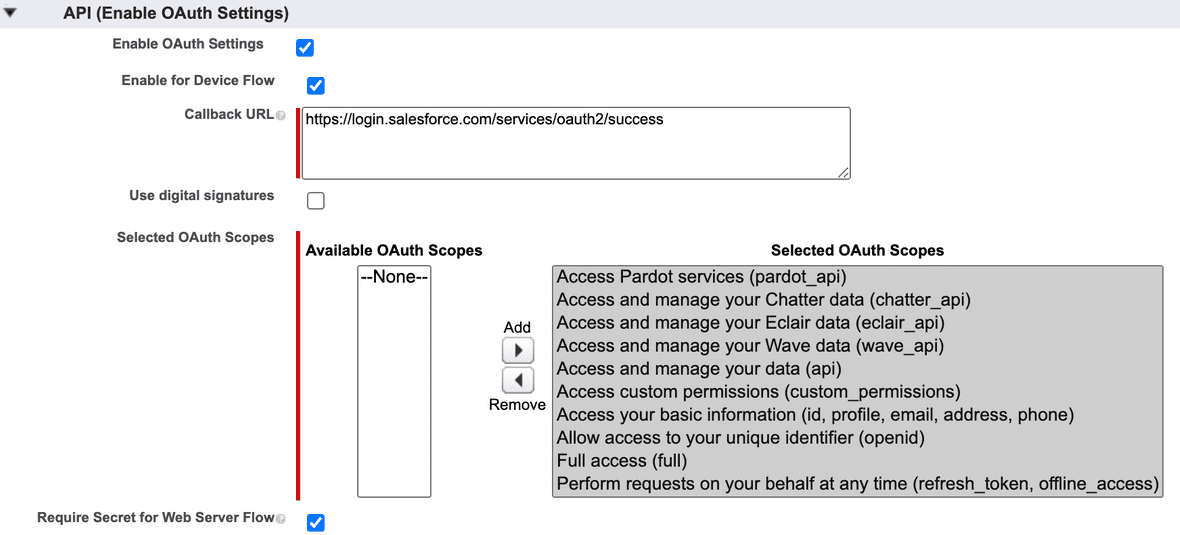 API (Enable OAuth Settings)
Enable OAuth Settings
Enable for Device Flow
Callback URL
https://login.salesforce.com/services/oauth2/success
Use digital signatures
Selected OAuth Scopes
Available OAuth Scopes
--None--
Add
Remove
Selected OAuth Scopes
Access Pardot services (pardot_api)
Access and manage your Chatter data (chatter_api)
Access and manage your Eclair data (eclair_api)
Access and manage your Wave data (wave_api)
Access and manage your data (api)
Access custom permissions (custom_permissions)
Access your basic information (id, profile, email, address, phone)
Allow access to your unique identifier (openid)
Full access (full)
Perform requests on your behalf at any time (refresh_token, offline_access)
Require Secret for Web Server Flow